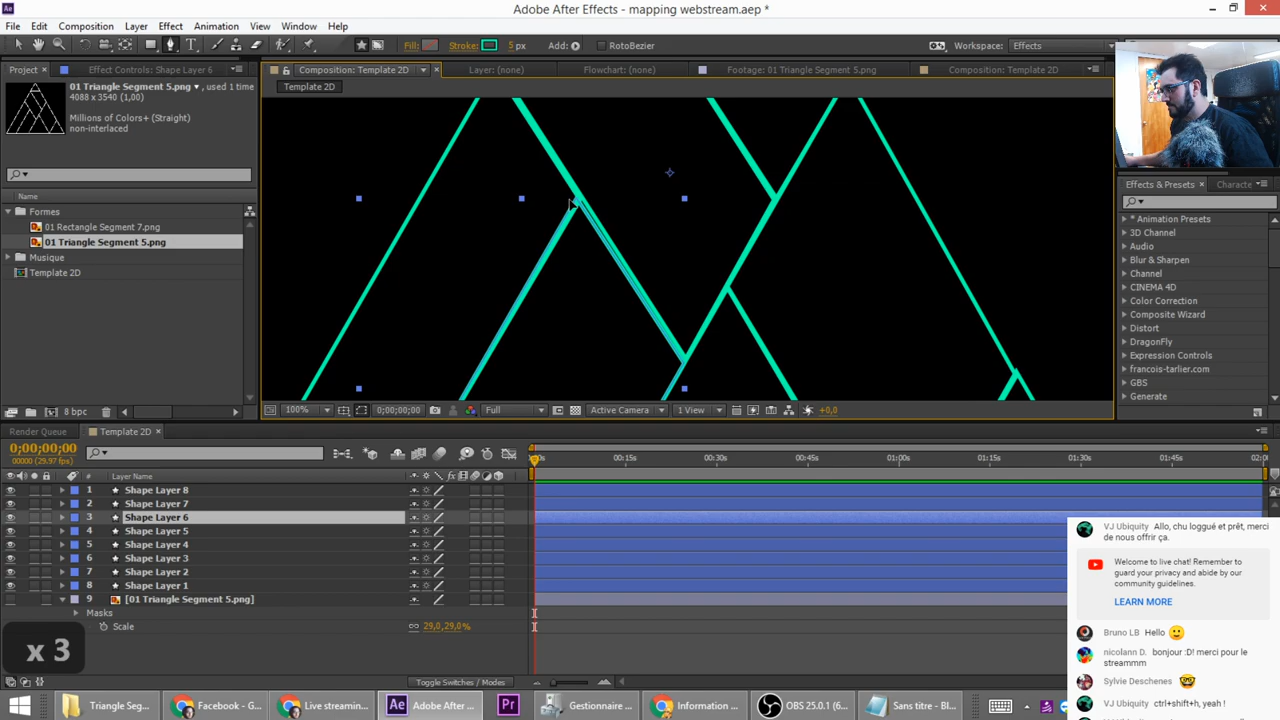 Adobe After Effects - mapping webstream.aep *
File Edit Composition Layer Effect Animation View Window Help
Fill: Stroke: 5 px Add: RotoBezier Workspace: Effects
Project Effect Controls: Shape Layer 6 Composition: Template 2D Layer: (none) Flowchart: (none) Footage: 01 Triangle Segment 5.png Composition: Template 2D
01 Triangle Segment 5.png ▾, used 1 time
4088 x 3540 (1,00)
Millions of Colors+ (Straight)
non-interlaced
Template 2D
Name
Formes
01 Rectangle Segment 7.png
01 Triangle Segment 5.png
Musique
Template 2D
8 bpc
100% 0;00;00;00 Full Active Camera 1 View +0,0
Effects & Presets Characte
* Animation Presets
3D Channel
Audio
Blur & Sharpen
Channel
CINEMA 4D
Color Correction
Composite Wizard
Distort
DragonFly
Expression Controls
francois-tarlier.com
GBS
Generate
Render Queue Template 2D
0;00;00;00
00000 (29.97 fps)
# Layer Name
00:15s 00:30s 00:45s 01:00s 01:15s 01:30s 01:45s 02:0
1 Shape Layer 8
2 Shape Layer 7
3 Shape Layer 6
4 Shape Layer 5
5 Shape Layer 4
6 Shape Layer 3
7 Shape Layer 2
8 Shape Layer 1
9 [01 Triangle Segment 5.png]
Masks
Scale 29,0,29,0%
x 3
Toggle Switches / Modes
VJ Ubiquity Allo, chu loggué et prêt, merci
de nous offrir ça.
Welcome to live chat! Remember to
guard your privacy and abide by our
community guidelines.
LEARN MORE
Bruno LB Hello 🙂
nicolann D. bonjour :D! merci pour le
streammm
Sylvie Deschenes 🤓
VJ Ubiquity ctrl+shift+h, yeah !
Triangle Seg... Facebook - G... Live streamin... Adobe After ... Gestionnaire ... Information ... OBS 25.0.1 (6... Sans titre - Bl...